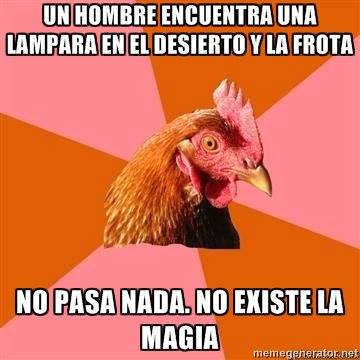 UN HOMBRE ENCUENTRA UNA
LAMPARA EN EL DESIERTO Y LA FROTA
NO PASA NADA. NO EXISTE LA
MAGIA
memegenerator.net